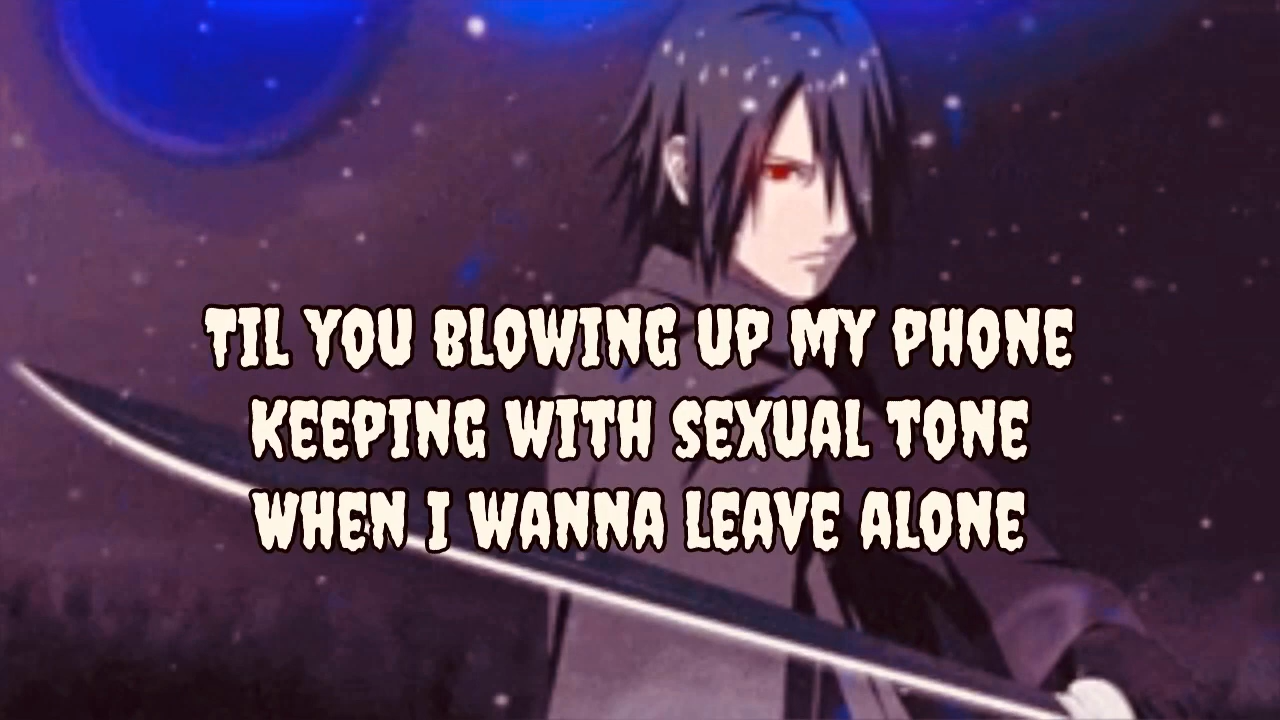 TIL YOU BLOWING UP MY PHONE
KEEPING WITH SEXUAL TONE
WHEN I WANNA LEAVE ALONE